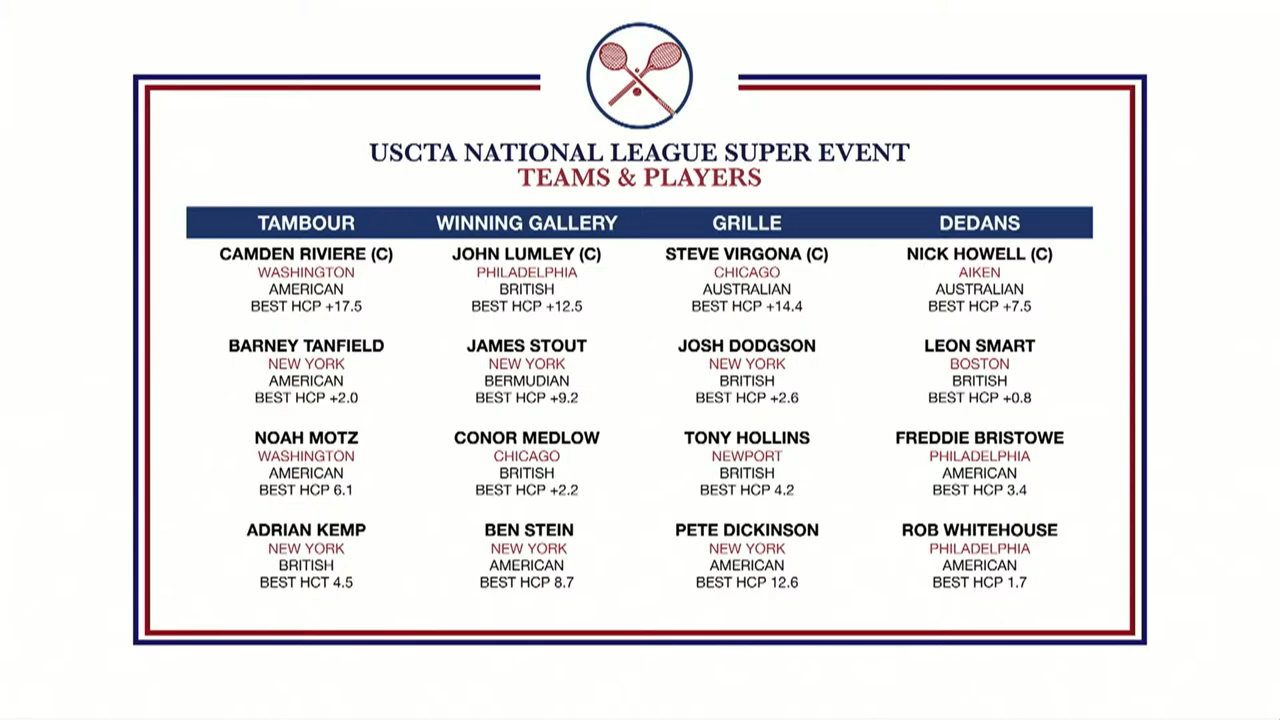 USCTA NATIONAL LEAGUE SUPER EVENT
TEAMS & PLAYERS
TAMBOUR
CAMDEN RIVIERE (C)
WASHINGTON
AMERICAN
BEST HCP +17.5
BARNEY TANFIELD
NEW YORK
AMERICAN
BEST HCP +2.0
NOAH MOTZ
WASHINGTON
AMERICAN
BEST HCP 6.1
ADRIAN KEMP
NEW YORK
BRITISH
BEST HCT 4.5
WINNING GALLERY
JOHN LUMLEY (C)
PHILADELPHIA
BRITISH
BEST HCP +12.5
JAMES STOUT
NEW YORK
BERMUDIAN
BEST HCP +9.2
CONOR MEDLOW
CHICAGO
BRITISH
BEST HCP +2.2
BEN STEIN
NEW YORK
AMERICAN
BEST HCP 8.7
GRILLE
STEVE VIRGONA (C)
CHICAGO
AUSTRALIAN
BEST HCP +14.4
JOSH DODGSON
NEW YORK
BRITISH
BEST HCP +2.6
TONY HOLLINS
NEWPORT
BRITISH
BEST HCP 4.2
PETE DICKINSON
NEW YORK
AMERICAN
BEST HCP 12.6
DEDANS
NICK HOWELL (C)
AIKEN
AUSTRALIAN
BEST HCP +7.5
LEON SMART
BOSTON
BRITISH
BEST HCP +0.8
FREDDIE BRISTOWE
PHILADELPHIA
AMERICAN
BEST HCP 3.4
ROB WHITEHOUSE
PHILADELPHIA
AMERICAN
BEST HCP 1.7